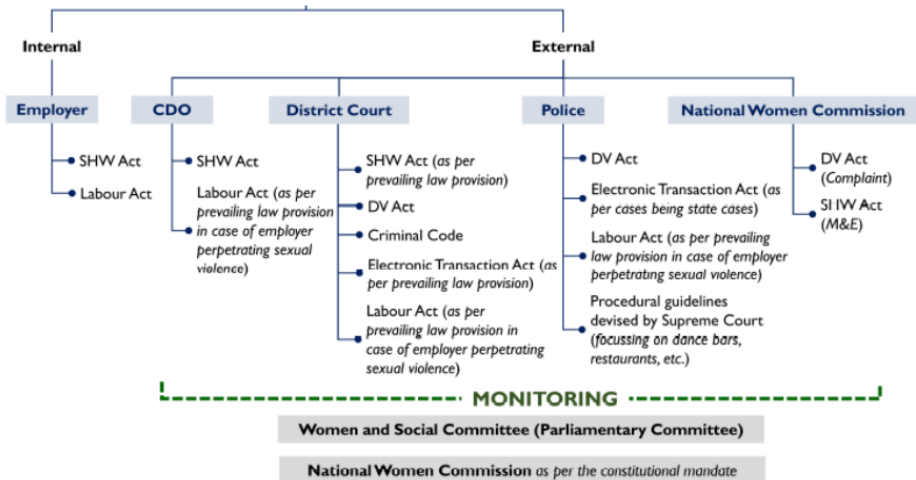 Internal
External
Employer
SHW Act
Labour Act
CDO
SHW Act
Labour Act (as per
prevailing law provision
in case of employer
perpetrating sexual
violence)
District Court
SHW Act (as per
prevailing law provision)
DV Act
Criminal Code
Electronic Transaction Act (as
per prevailing law provision)
Labour Act (as per
prevailing law provision in
case of employer perpetrating
sexual violence)
Police
DV Act
Electronic Transaction Act (as
per cases being state cases)
Labour Act (as per prevailing
law provision in case of employer
perpetrating sexual violence)
Procedural guidelines
devised by Supreme Court
(focussing on dance bars,
restaurants, etc.)
National Women Commission
DV Act
(Complaint)
SHW Act
(M&E)
MONITORING
Women and Social Committee (Parliamentary Committee)
National Women Commission as per the constitutional mandate